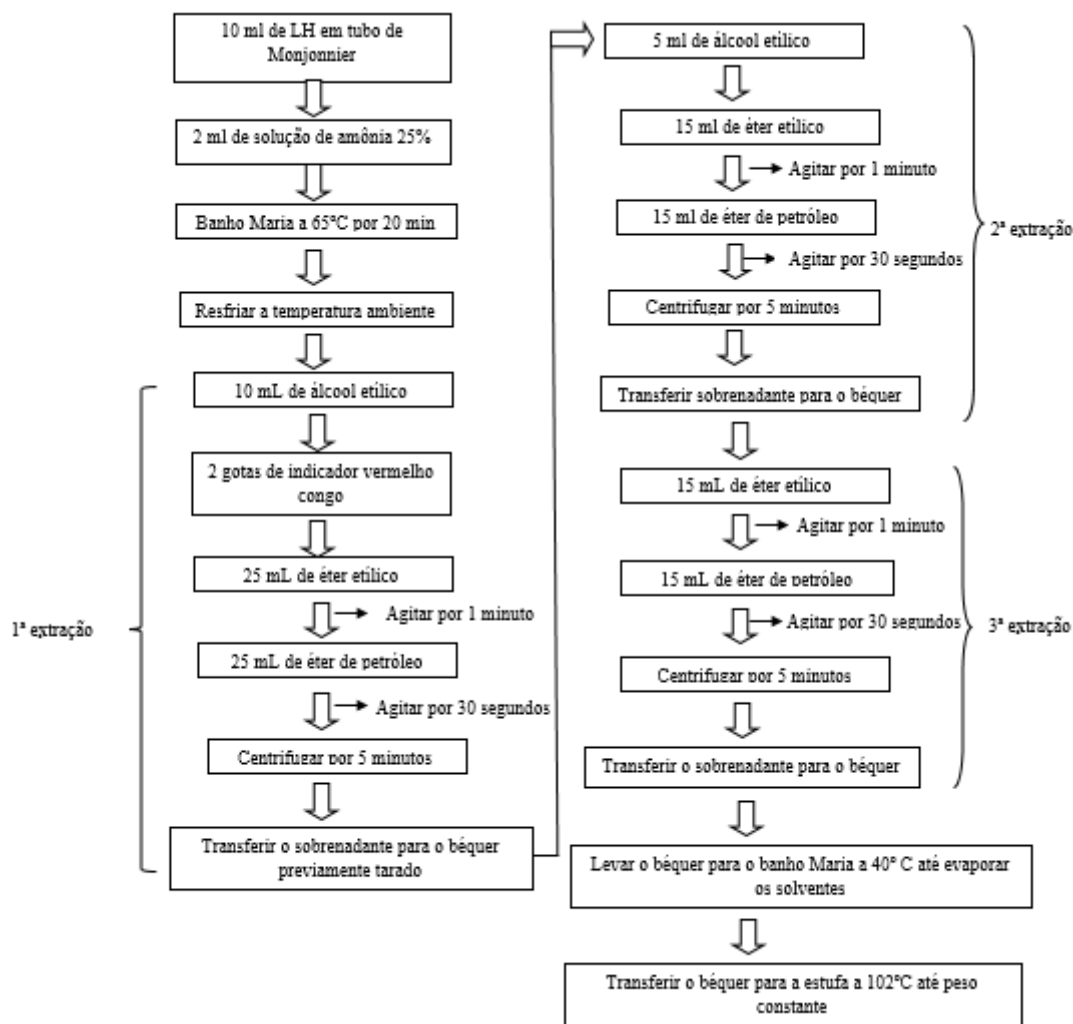 10 ml de LH em tubo de
Monjonnier
2 ml de solução de amônia 25%
Banho Maria a 65°C por 20 min
Resfriar a temperatura ambiente
1ª extração
10 mL de álcool etílico
2 gotas de indicador vermelho
congo
25 mL de éter etílico
Agitar por 1 minuto
25 mL de éter de petróleo
Agitar por 30 segundos
Centrifugar por 5 minutos
Transferir o sobrenadante para o béquer
previamente tarado
5 ml de álcool etílico
15 ml de éter etílico
Agitar por 1 minuto
15 ml de éter de petróleo
2ª extração
Agitar por 30 segundos
Centrifugar por 5 minutos
Transferir sobrenadante para o béquer
15 mL de éter etílico
Agitar por 1 minuto
15 mL de éter de petróleo
Agitar por 30 segundos
3ª extração
Centrifugar por 5 minutos
Transferir o sobrenadante para o béquer
Levar o béquer para o banho Maria a 40° C até evaporar
os solventes
Transferir o béquer para a estufa a 102°C até peso
constante